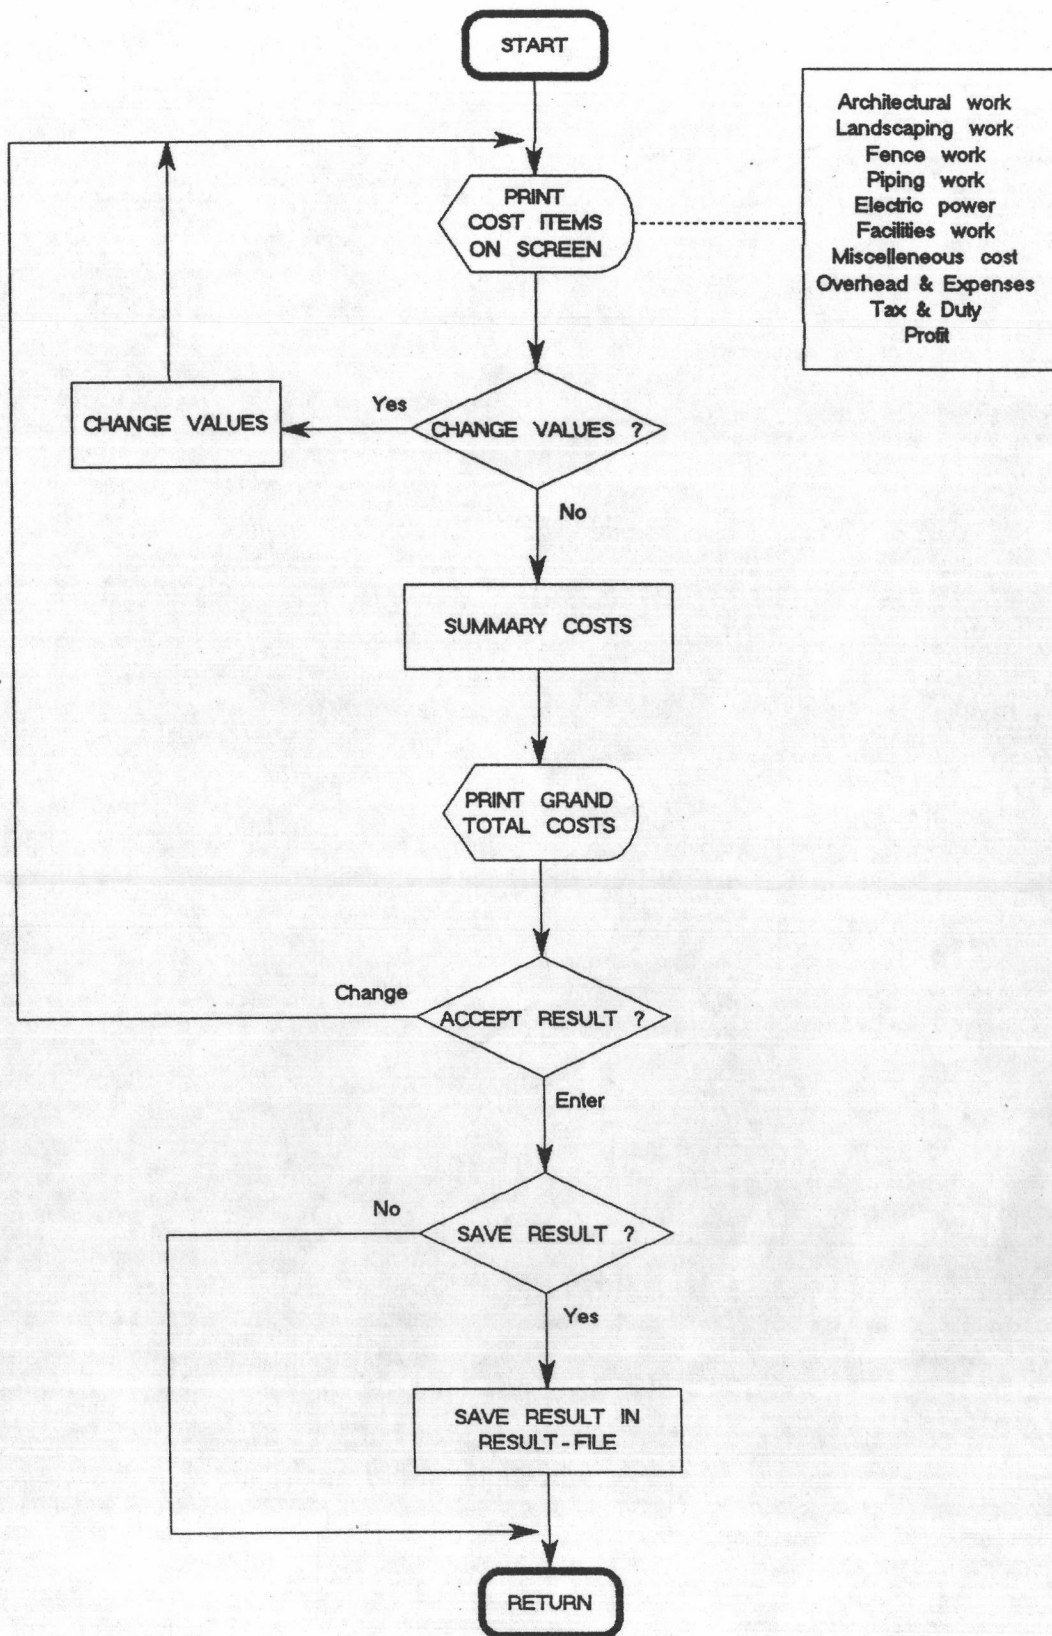 START
Architectural work
Landscaping work
Fence work
Piping work
Electric power
Facilities work
Miscelleneous cost
Overhead & Expenses
Tax & Duty
Profit
PRINT
COST ITEMS
ON SCREEN
CHANGE VALUES
Yes
CHANGE VALUES ?
No
SUMMARY COSTS
PRINT GRAND
TOTAL COSTS
Change
ACCEPT RESULT ?
Enter
No
SAVE RESULT ?
Yes
SAVE RESULT IN
RESULT-FILE
RETURN